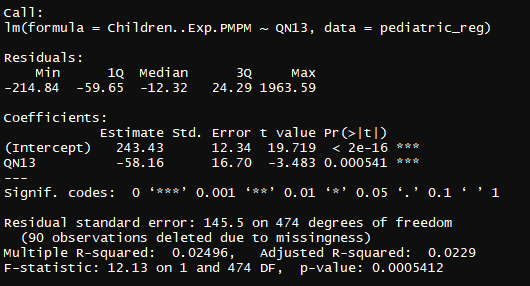 Call:
lm(formula = Children..Exp.PMPM ~ QN13, data = pediatric_reg)
Residuals:
Min 1Q Median 3Q Max
-214.84 -59.65 -12.32 24.29 1963.59
Coefficients:
Estimate Std. Error t value Pr(>|t|)
(Intercept) 243.43 12.34 19.719 < 2e-16 ***
QN13 -58.16 16.70 -3.483 0.000541 ***
---
Signif. codes: 0 ‘***’ 0.001 ‘**’ 0.01 ‘*’ 0.05 ‘.’ 0.1 ‘ ’ 1
Residual standard error: 145.5 on 474 degrees of freedom
(90 observations deleted due to missingness)
Multiple R-squared: 0.02496, Adjusted R-squared: 0.0229
F-statistic: 12.13 on 1 and 474 DF, p-value: 0.0005412